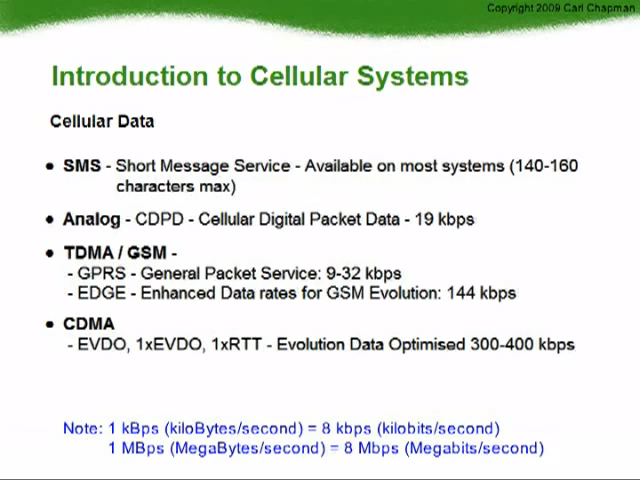 Copyright 2009 Carl Chapman
Introduction to Cellular Systems
Cellular Data
• SMS - Short Message Service - Available on most systems (140-160
characters max)
• Analog - CDPD - Cellular Digital Packet Data - 19 kbps
• TDMA / GSM -
- GPRS - General Packet Service: 9-32 kbps
- EDGE - Enhanced Data rates for GSM Evolution: 144 kbps
• CDMA
- EVDO, 1xEVDO, 1xRTT - Evolution Data Optimised 300-400 kbps
Note: 1 kBps (kiloBytes/second) = 8 kbps (kilobits/second)
1 MBps (MegaBytes/second) = 8 Mbps (Megabits/second)